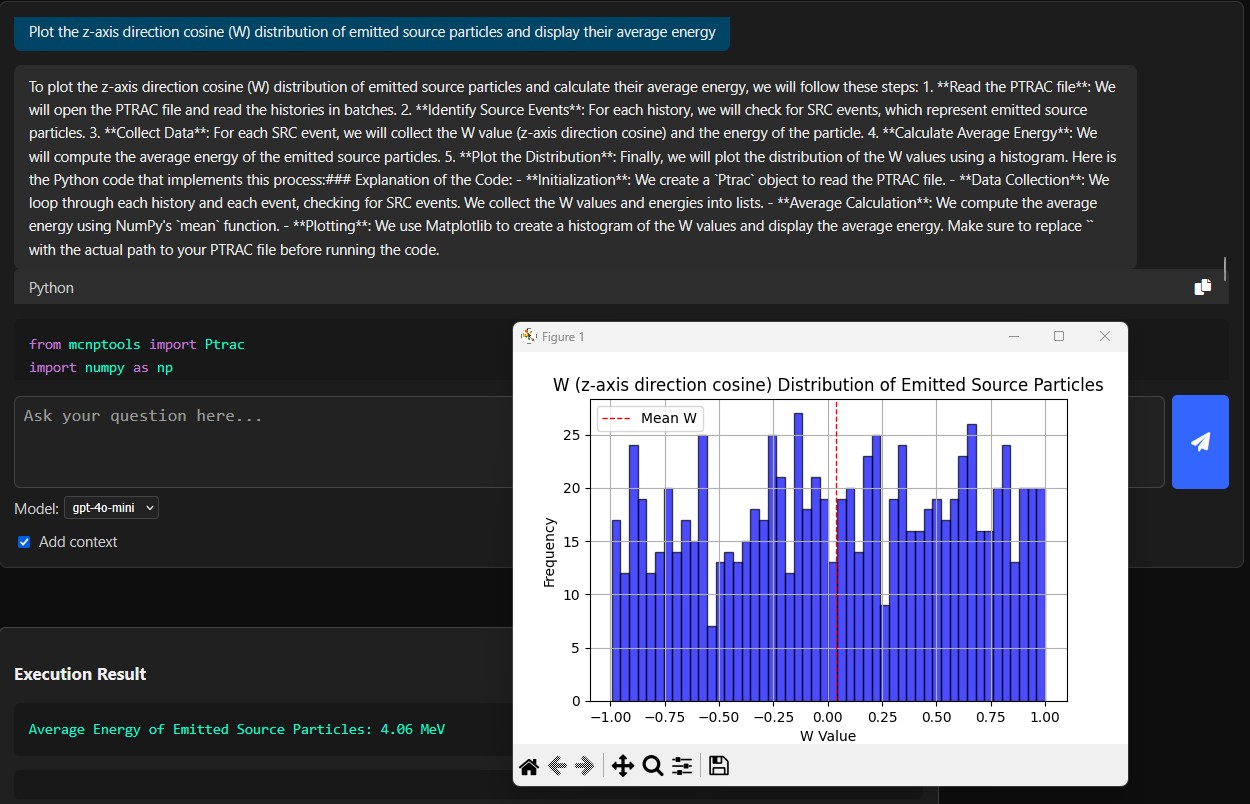 Plot the z-axis direction cosine (W) distribution of emitted source particles and display their average energy
To plot the z-axis direction cosine (W) distribution of emitted source particles and calculate their average energy, we will follow these steps: 1. **Read the PTRAC file**: We
will open the PTRAC file and read the histories in batches. 2. **Identify Source Events**: For each history, we will check for SRC events, which represent emitted source
particles. 3. **Collect Data**: For each SRC event, we will collect the W value (z-axis direction cosine) and the energy of the particle. 4. **Calculate Average Energy**: We
will compute the average energy of the emitted source particles. 5. **Plot the Distribution**: Finally, we will plot the distribution of the W values using a histogram. Here is
the Python code that implements this process:### Explanation of the Code: - **Initialization**: We create a `Ptrac` object to read the PTRAC file. - **Data Collection**: We
loop through each history and each event, checking for SRC events. We collect the W values and energies into lists. - **Average Calculation**: We compute the average
energy using NumPy's `mean` function. - **Plotting**: We use Matplotlib to create a histogram of the W values and display the average energy. Make sure to replace ``
with the actual path to your PTRAC file before running the code.
Python
from mcnptools import Ptrac
import numpy as np
Ask your question here...
Model: gpt-4o-mini
Add context
Execution Result
Average Energy of Emitted Source Particles: 4.06 MeV
Figure 1
W (z-axis direction cosine) Distribution of Emitted Source Particles
Mean W
Frequency
25
20
15
10
5
0
−1.00 −0.75 −0.50 −0.25 0.00 0.25 0.50 0.75 1.00
W Value